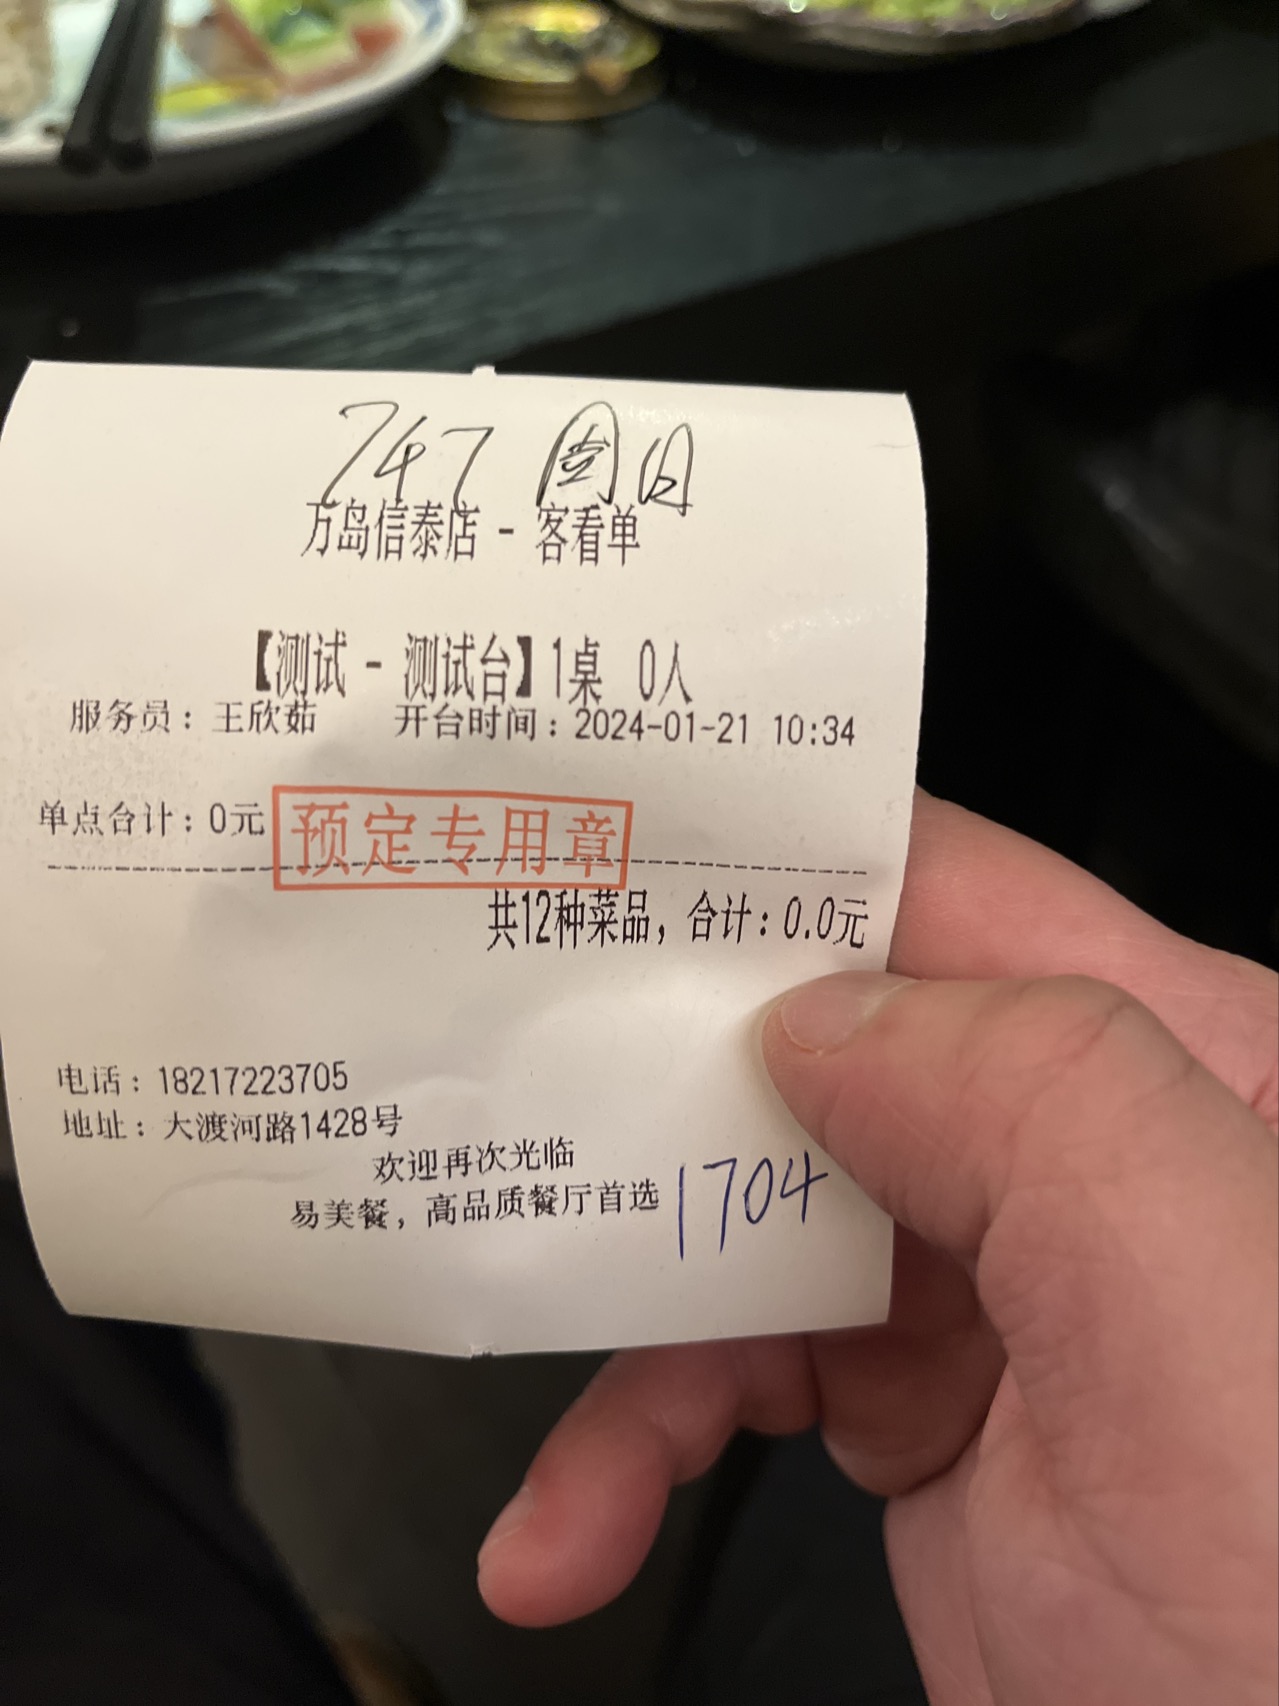 747 周日
万岛信泰店 - 客看单
【测试 - 测试台】1桌 0人
服务员：王欣茹 开台时间：2024-01-21 10:34
单点合计：0元
预定专用章
共12种菜品，合计：0.0元
电话：18217223705
地址：大渡河路1428号
欢迎再次光临
易美餐，高品质餐厅首选
1704